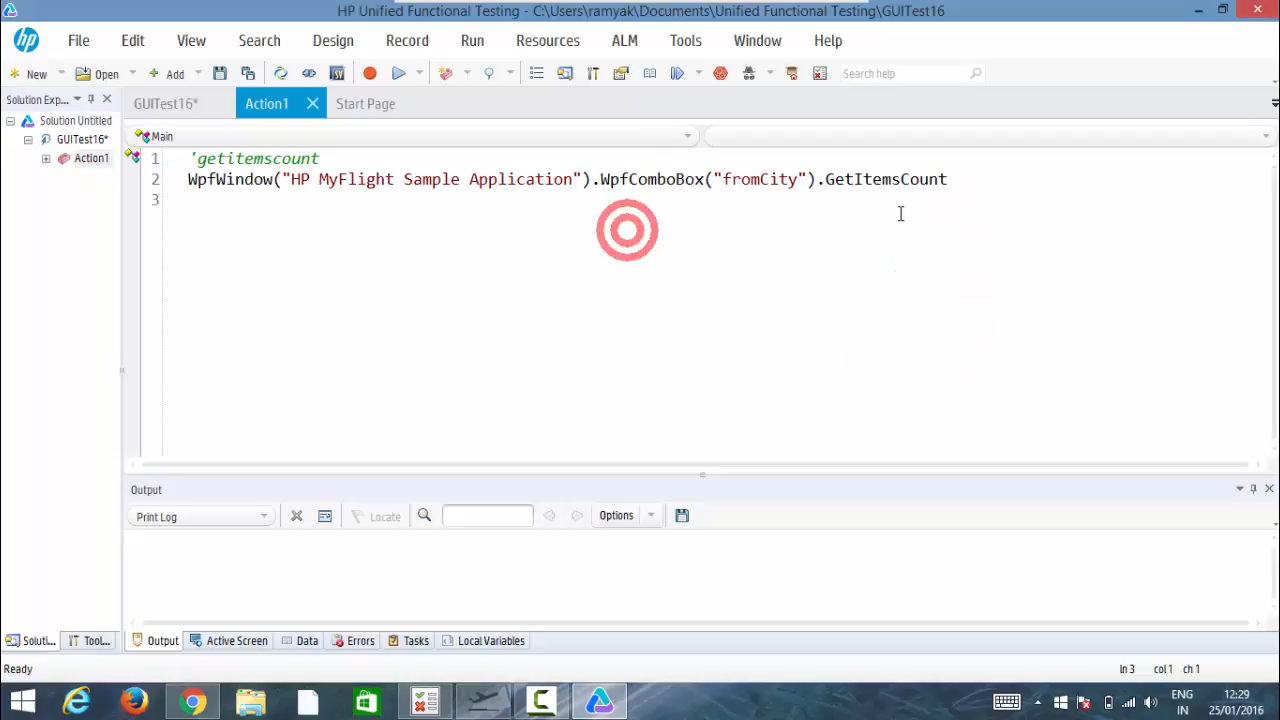 HP Unified Functional Testing - C:\Users\ramyak\Documents\Unified Functional Testing\GUITest16
hp File Edit View Search Design Record Run Resources ALM Tools Window Help
New Open Add Search help
Solution Exp... GUITest16* Action1 Start Page
Solution Untitled
GUITest16*
Action1
Main
1 'getitemscount
2 WpfWindow("HP MyFlight Sample Application").WpfComboBox("fromCity").GetItemsCount
3
Output
Print Log Locate Options
Soluti... Tool... Output Active Screen Data Errors Tasks Local Variables
Ready ln 3 col 1 ch 1
ENG 12:29
IN 25/01/2016